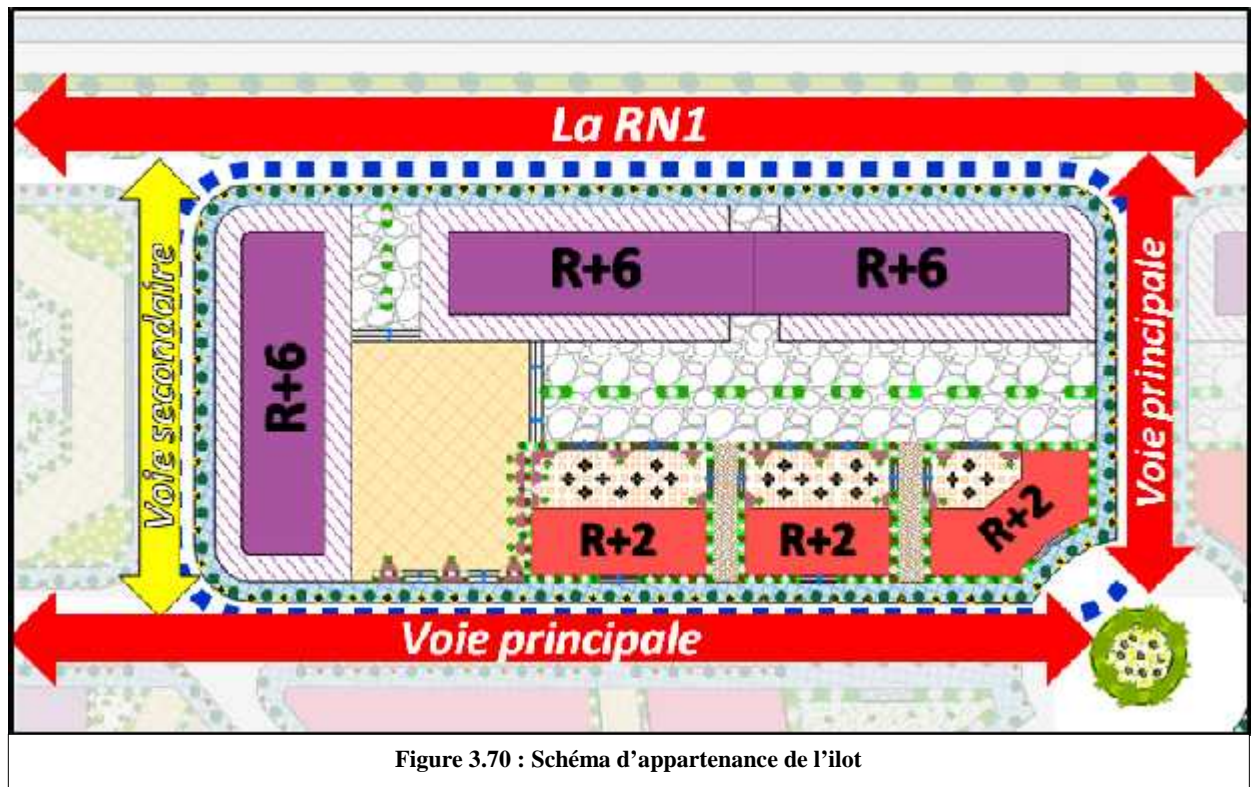 La RN1
Voie secondaire
R+6
R+6
R+6
Voie principale
R+2
R+2
R+2
Voie principale
Figure 3.70 : Schéma d’appartenance de l’ilot